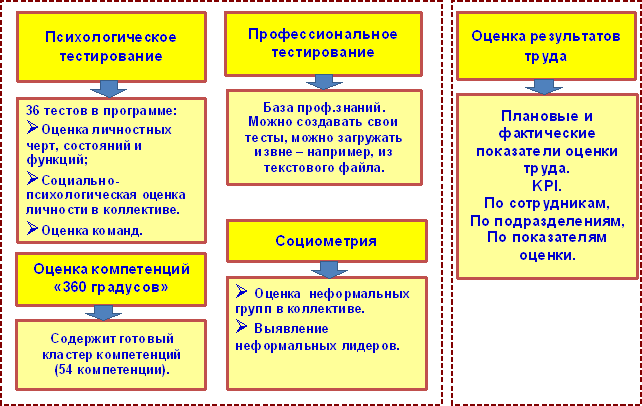 Психологическое
тестирование
36 тестов в программе:
➢ Оценка личностных
черт, состояний и
функций;
➢ Социально-
психологическая оценка
личности в коллективе.
➢ Оценка команд.
Оценка компетенций
«360 градусов»
Содержит готовый
кластер компетенций
(54 компетенции).
Профессиональное
тестирование
База проф.знаний.
Можно создавать свои
тесты, можно загружать
извне – например, из
текстового файла.
Социометрия
➢ Оценка неформальных
групп в коллективе.
➢ Выявление
неформальных лидеров.
Оценка результатов
труда
Плановые и
фактические
показатели оценки
труда.
KPI.
По сотрудникам,
По подразделениям,
По показателям
оценки.